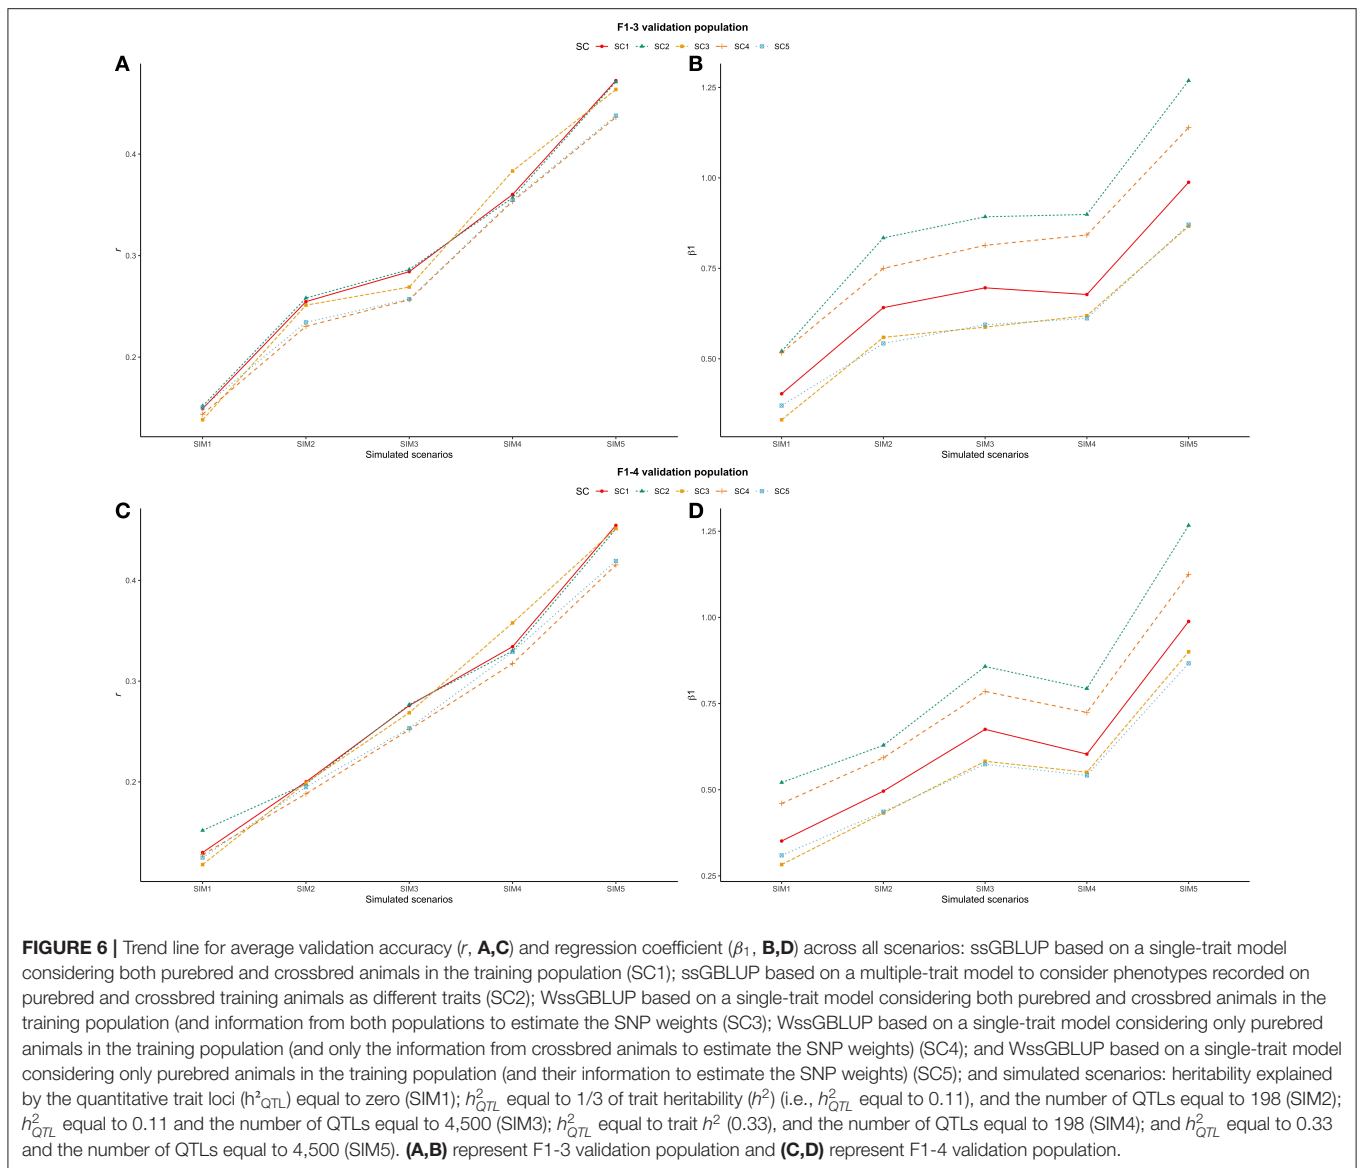 F1-3 validation population
SC SC1 SC2 SC3 SC4 SC5
A
B
0.4
0.3
0.2
r
SIM1 SIM2 SIM3 SIM4 SIM5
Simulated scenarios
1.25
1.00
0.75
0.50
β1
SIM1 SIM2 SIM3 SIM4 SIM5
Simulated scenarios
F1-4 validation population
SC SC1 SC2 SC3 SC4 SC5
C
D
0.4
0.3
0.2
r
SIM1 SIM2 SIM3 SIM4 SIM5
Simulated scenarios
1.25
1.00
0.75
0.50
0.25
β1
SIM1 SIM2 SIM3 SIM4 SIM5
Simulated scenarios
FIGURE 6 | Trend line for average validation accuracy (r, A,C) and regression coefficient (β₁, B,D) across all scenarios: ssGBLUP based on a single-trait model
considering both purebred and crossbred animals in the training population (SC1); ssGBLUP based on a multiple-trait model to consider phenotypes recorded on
purebred and crossbred training animals as different traits (SC2); WssGBLUP based on a single-trait model considering both purebred and crossbred animals in the
training population (and information from both populations to estimate the SNP weights (SC3); WssGBLUP based on a single-trait model considering only purebred
animals in the training population (and only the information from crossbred animals to estimate the SNP weights) (SC4); and WssGBLUP based on a single-trait model
considering only purebred animals in the training population (and their information to estimate the SNP weights) (SC5); and simulated scenarios: heritability explained
by the quantitative trait loci (h²QTL) equal to zero (SIM1); h²QTL equal to 1/3 of trait heritability (h²) (i.e., h²QTL equal to 0.11), and the number of QTLs equal to 198 (SIM2);
h²QTL equal to 0.11 and the number of QTLs equal to 4,500 (SIM3); h²QTL equal to trait h² (0.33), and the number of QTLs equal to 198 (SIM4); and h²QTL equal to 0.33
and the number of QTLs equal to 4,500 (SIM5). (A,B) represent F1-3 validation population and (C,D) represent F1-4 validation population.